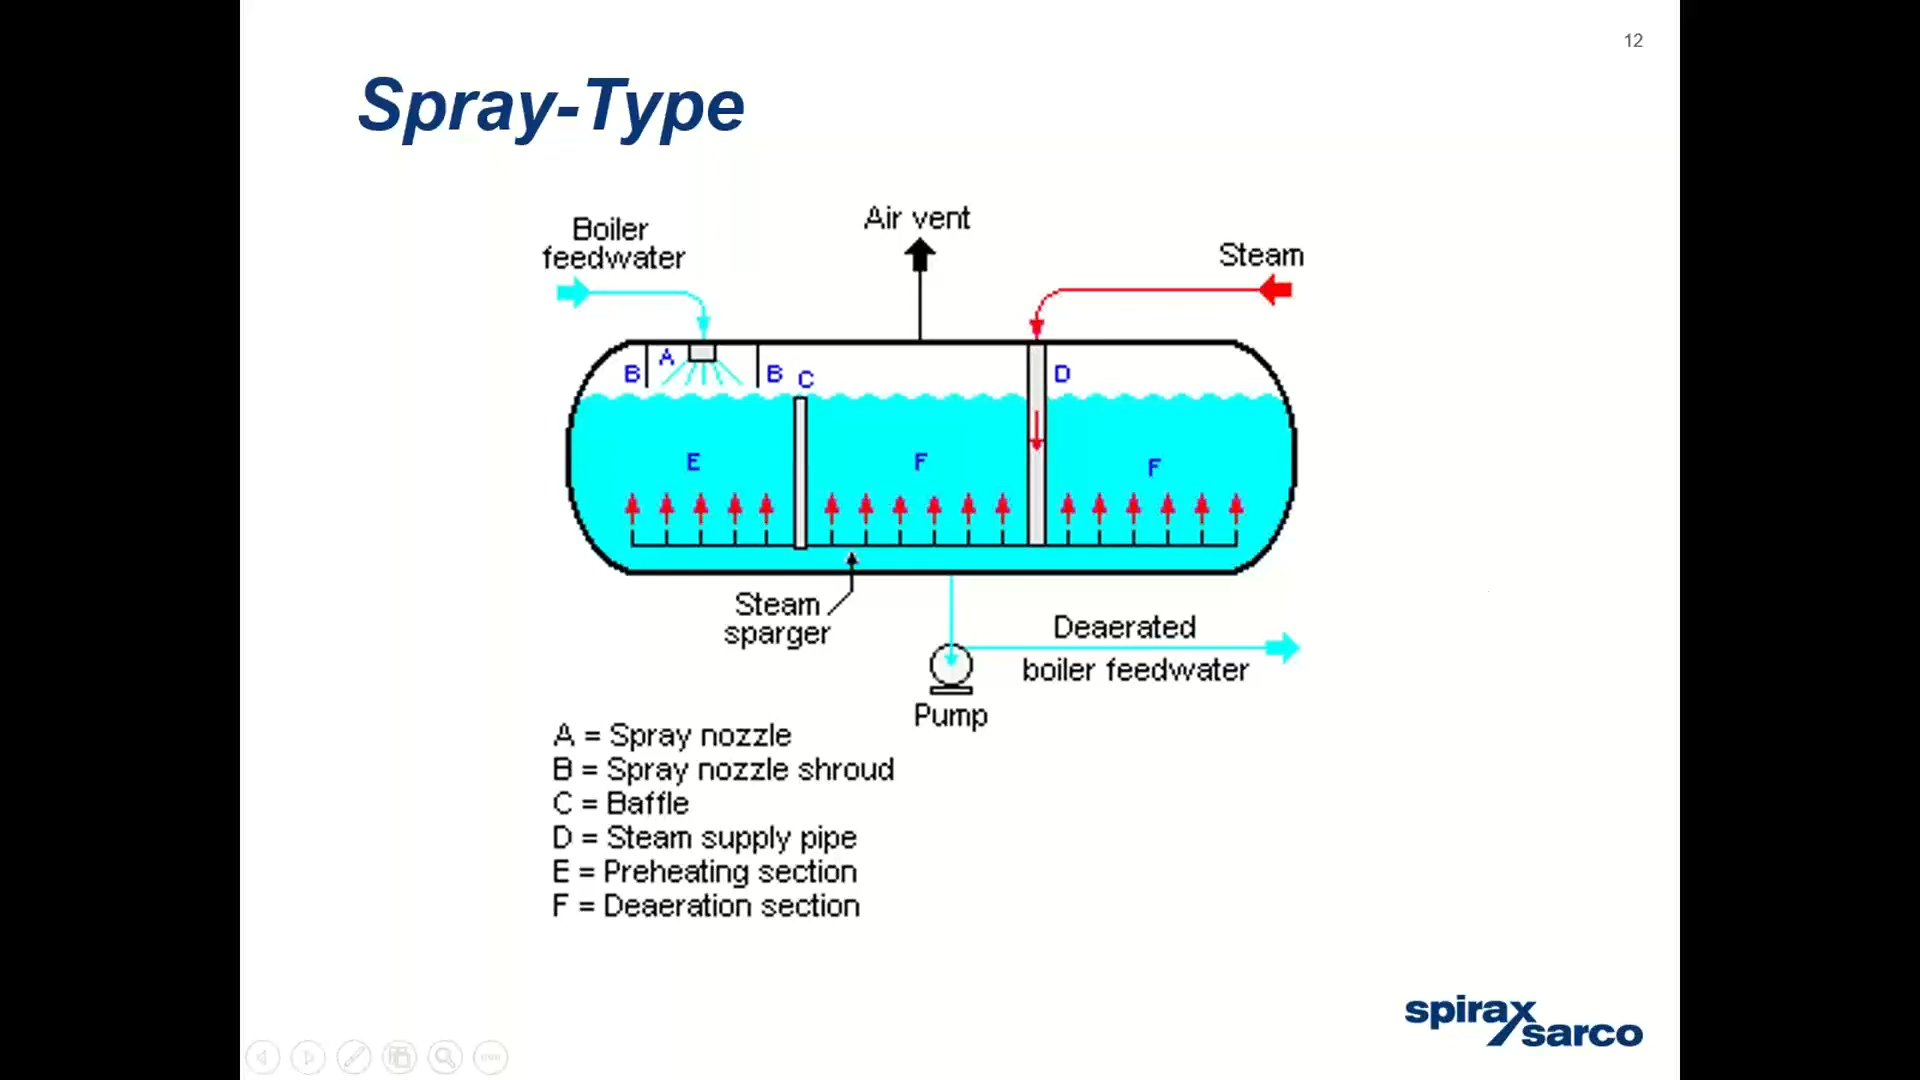 12
Spray-Type
Boiler
feedwater
Air vent
Steam
A
B
B
C
D
E
F
F
Steam
sparger
Deaerated
boiler feedwater
Pump
A = Spray nozzle
B = Spray nozzle shroud
C = Baffle
D = Steam supply pipe
E = Preheating section
F = Deaeration section
spirax
sarco